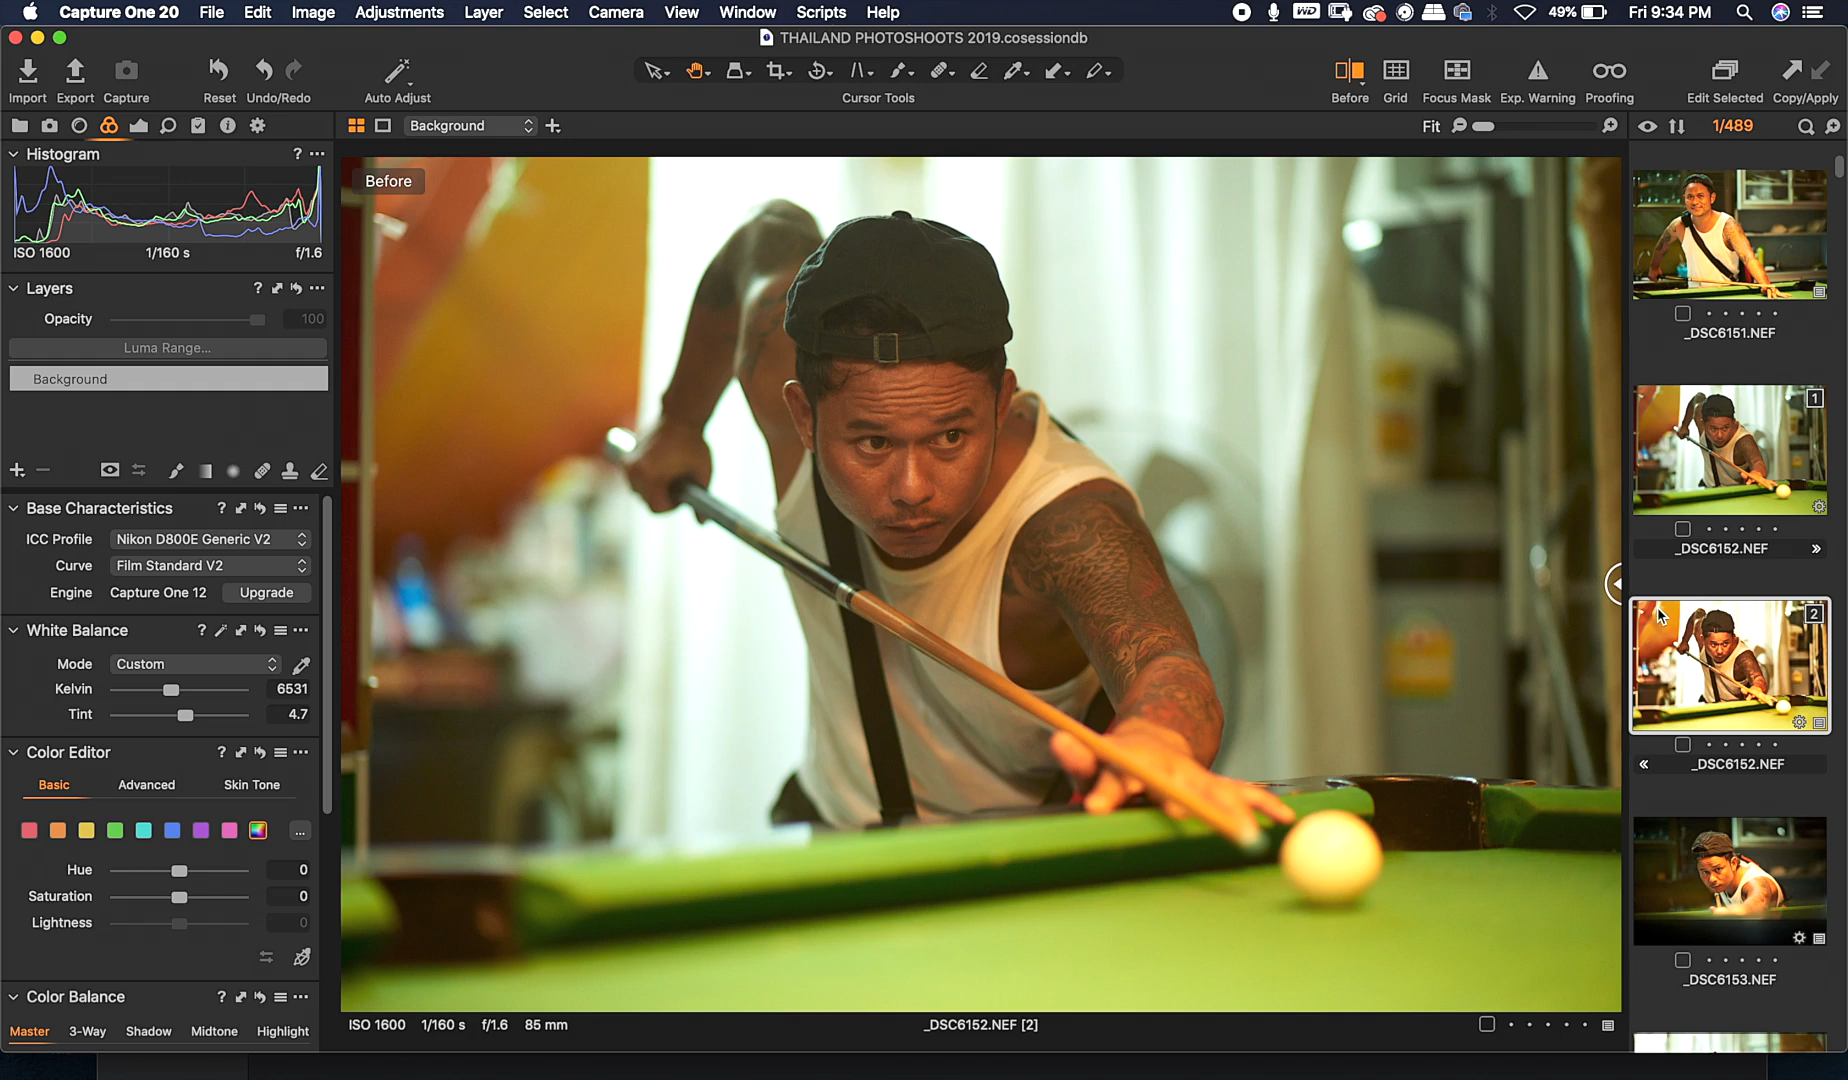 Capture One 20 File Edit Image Adjustments Layer Select Camera View Window Scripts Help WD 49% Fri 9:34 PM
THAILAND PHOTOSHOOTS 2019.cosessiondb
Import Export Capture Reset Undo/Redo Auto Adjust Cursor Tools Before Grid Focus Mask Exp. Warning Proofing Edit Selected Copy/Apply
Background Fit 1/489
Histogram ?
ISO 1600 1/160 s f/1.6
Layers ?
Opacity 100
Luma Range...
Background
Base Characteristics ?
ICC Profile Nikon D800E Generic V2
Curve Film Standard V2
Engine Capture One 12 Upgrade
White Balance ?
Mode Custom
Kelvin 6531
Tint 4.7
Color Editor ?
Basic Advanced Skin Tone
...
Hue 0
Saturation 0
Lightness 0
Color Balance ?
Master 3-Way Shadow Midtone Highlight
Before
ISO 1600 1/160 s f/1.6 85 mm _DSC6152.NEF [2]
_DSC6151.NEF
1
_DSC6152.NEF »
2
« _DSC6152.NEF
_DSC6153.NEF